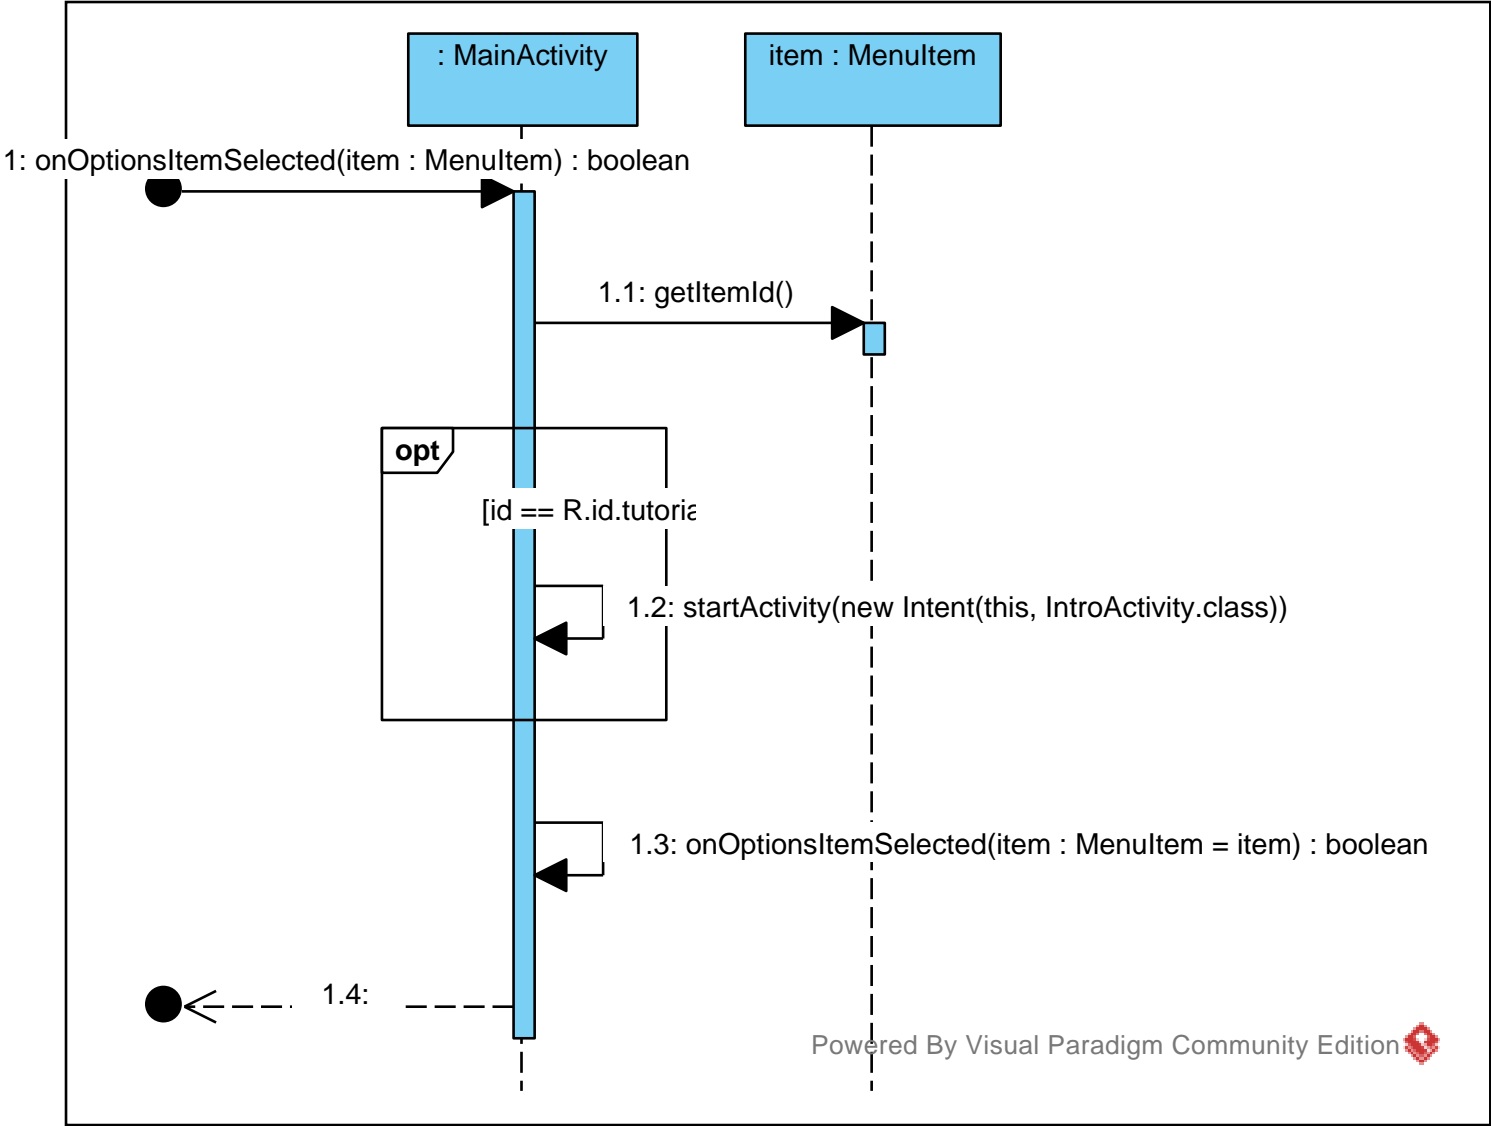 : MainActivity
item : MenuItem
1: onOptionsItemSelected(item : MenuItem) : boolean
1.1: getItemId()
opt
[id == R.id.tutoria
1.2: startActivity(new Intent(this, IntroActivity.class))
1.3: onOptionsItemSelected(item : MenuItem = item) : boolean
1.4:
Powered By Visual Paradigm Community Edition